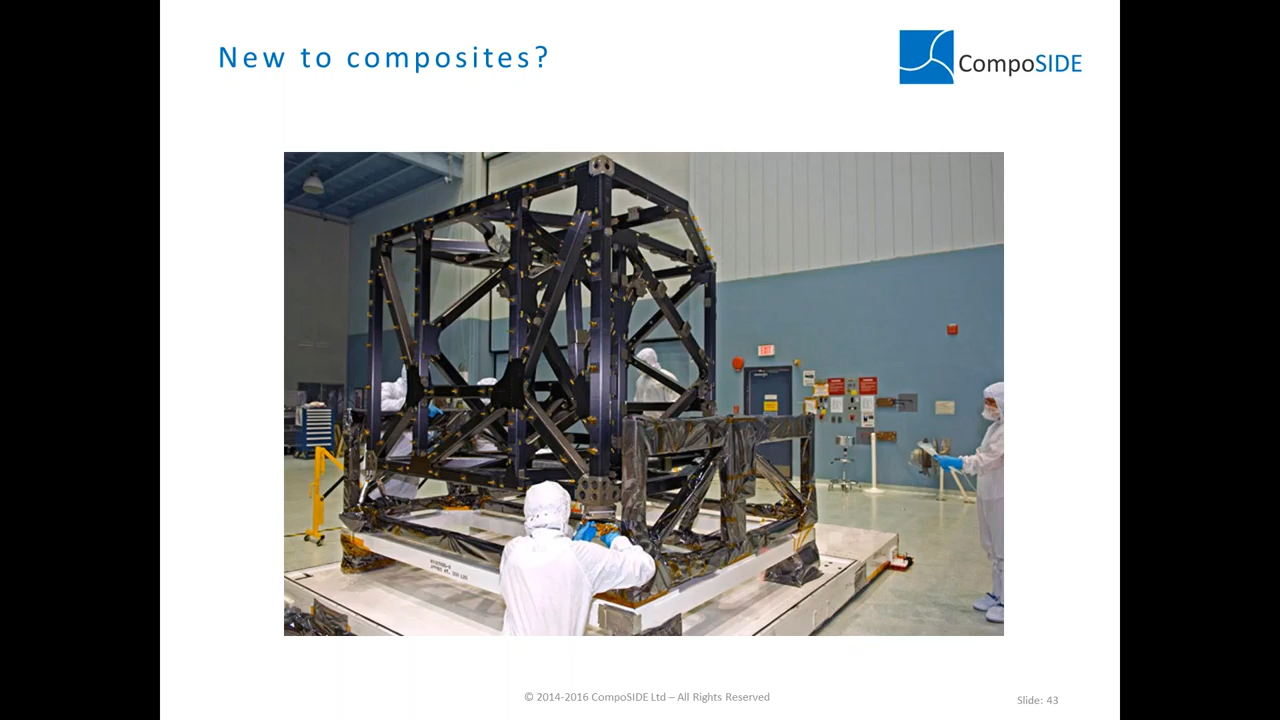 New to composites?
CompoSIDE
EXIT
© 2014-2016 CompoSIDE Ltd – All Rights Reserved
Slide: 43